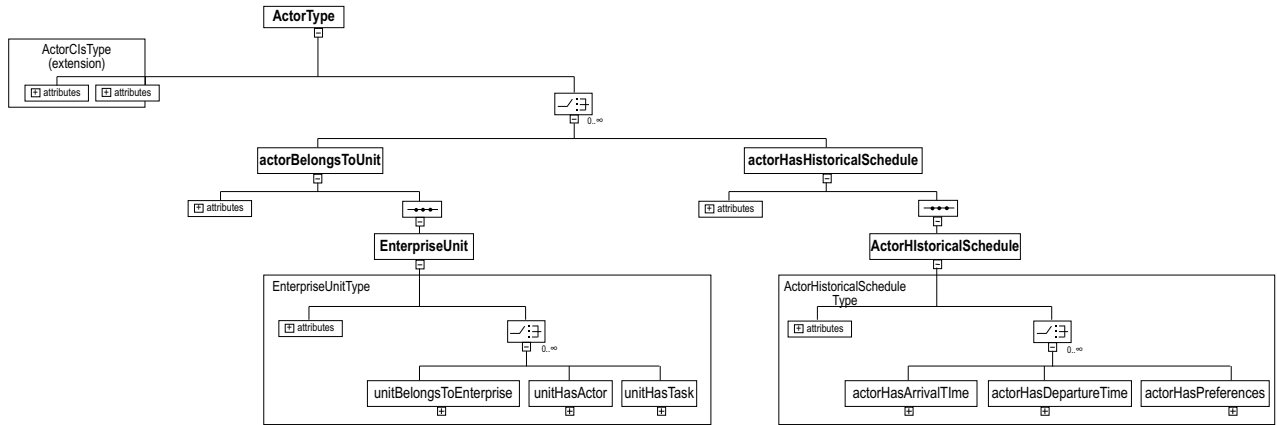 ActorType
ActorCIsType
(extension)
attributes attributes
0..∞
actorBelongsToUnit actorHasHistoricalSchedule
attributes attributes
EnterpriseUnit ActorHIstoricalSchedule
EnterpriseUnitType ActorHistoricalSchedule
Type
attributes attributes
0..∞ 0..∞
unitBelongsToEnterprise unitHasActor unitHasTask actorHasArrivalTIme actorHasDepartureTime actorHasPreferences